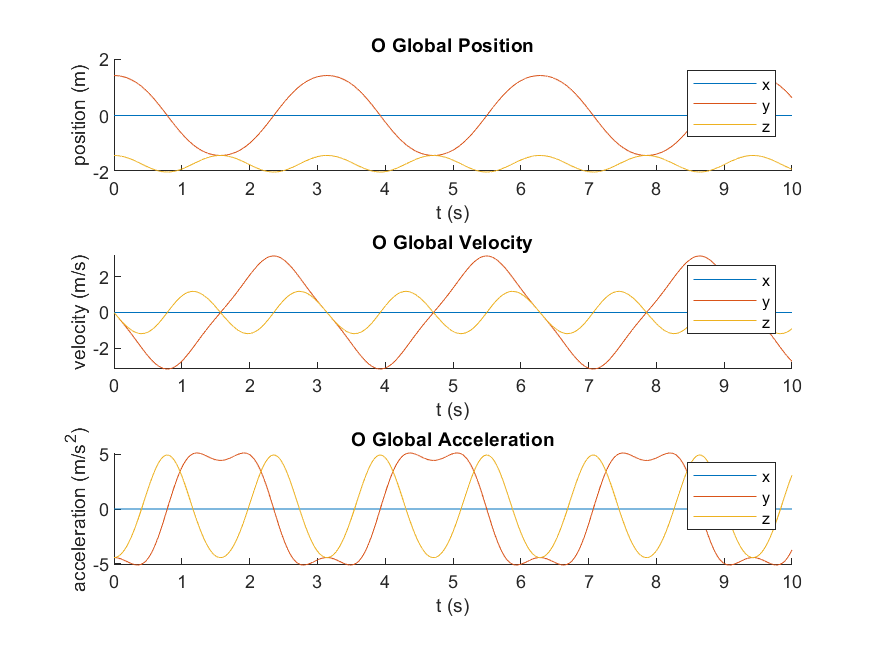 O Global Position
position (m)
2
0
-2
x
y
z
0 1 2 3 4 5 6 7 8 9 10
t (s)
O Global Velocity
velocity (m/s)
2
0
-2
x
y
z
0 1 2 3 4 5 6 7 8 9 10
t (s)
O Global Acceleration
acceleration (m/s²)
5
0
-5
x
y
z
0 1 2 3 4 5 6 7 8 9 10
t (s)